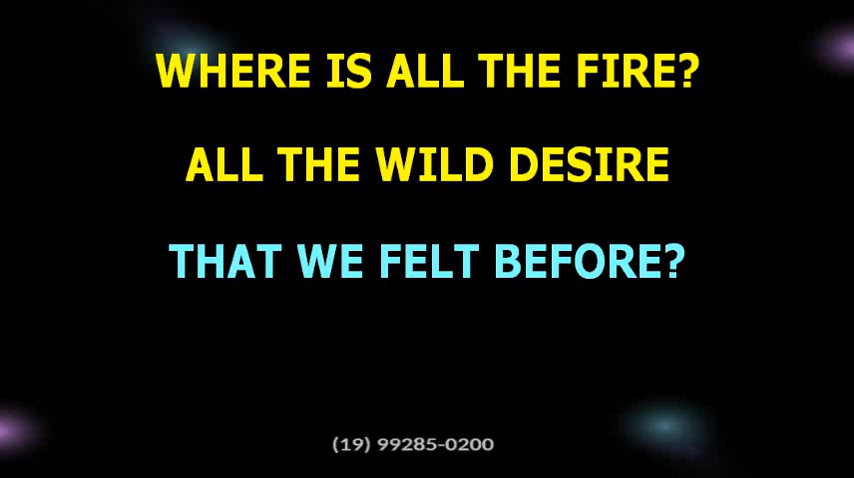 WHERE IS ALL THE FIRE?
ALL THE WILD DESIRE
THAT WE FELT BEFORE?
(19) 99285-0200